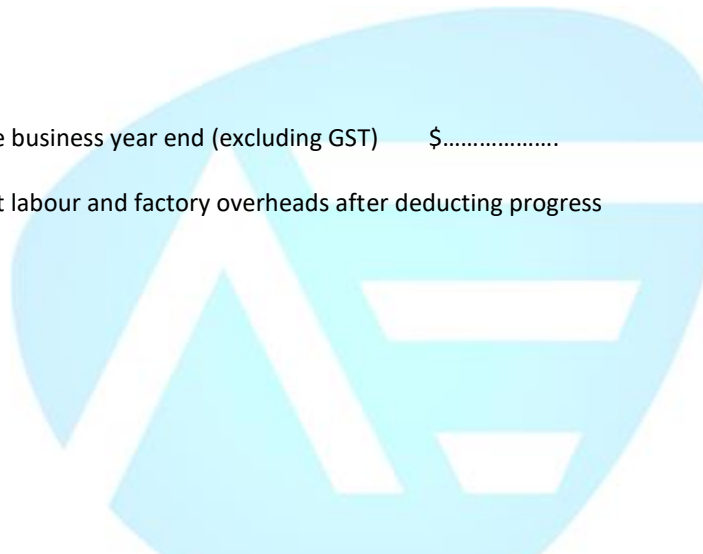 e business year end (excluding GST) $………………..
t labour and factory overheads after deducting progress